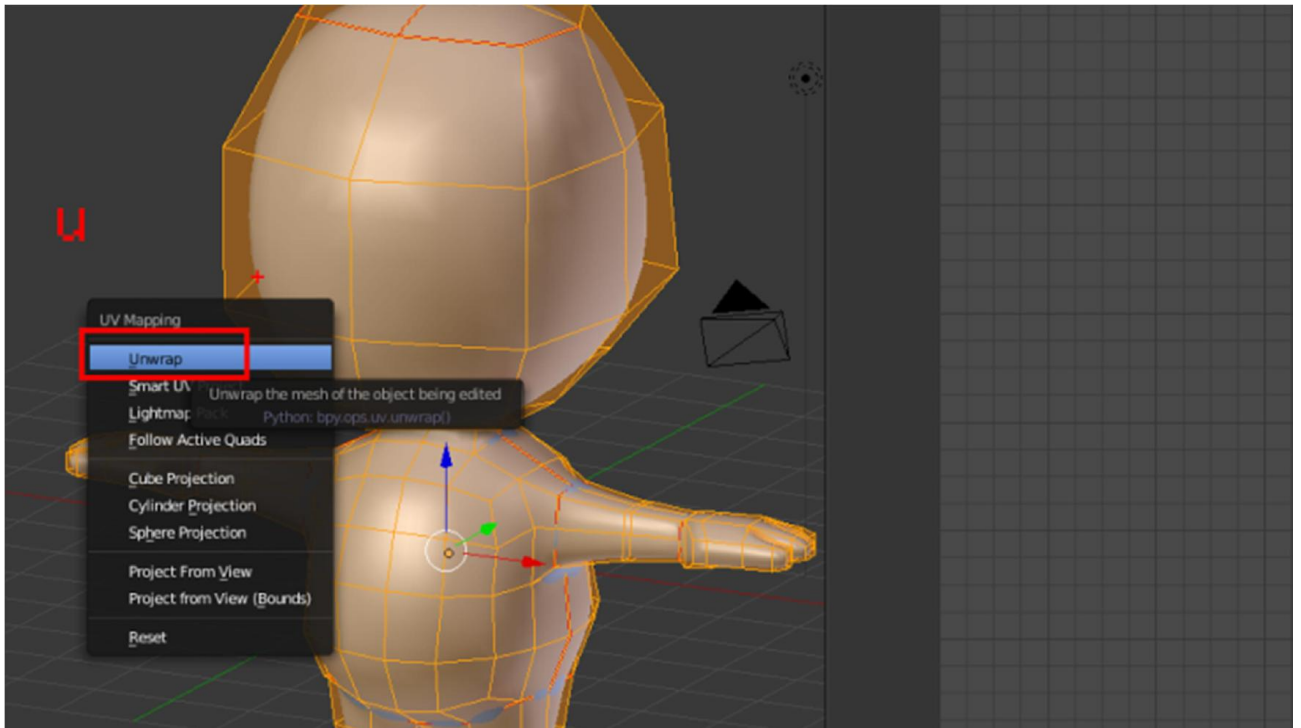 u
UV Mapping
Unwrap
Smart UV
Unwrap the mesh of the object being edited
Lightmap Pack
Python: bpy.ops.uv.unwrap()
Follow Active Quads
Cube Projection
Cylinder Projection
Sphere Projection
Project From View
Project from View (Bounds)
Reset